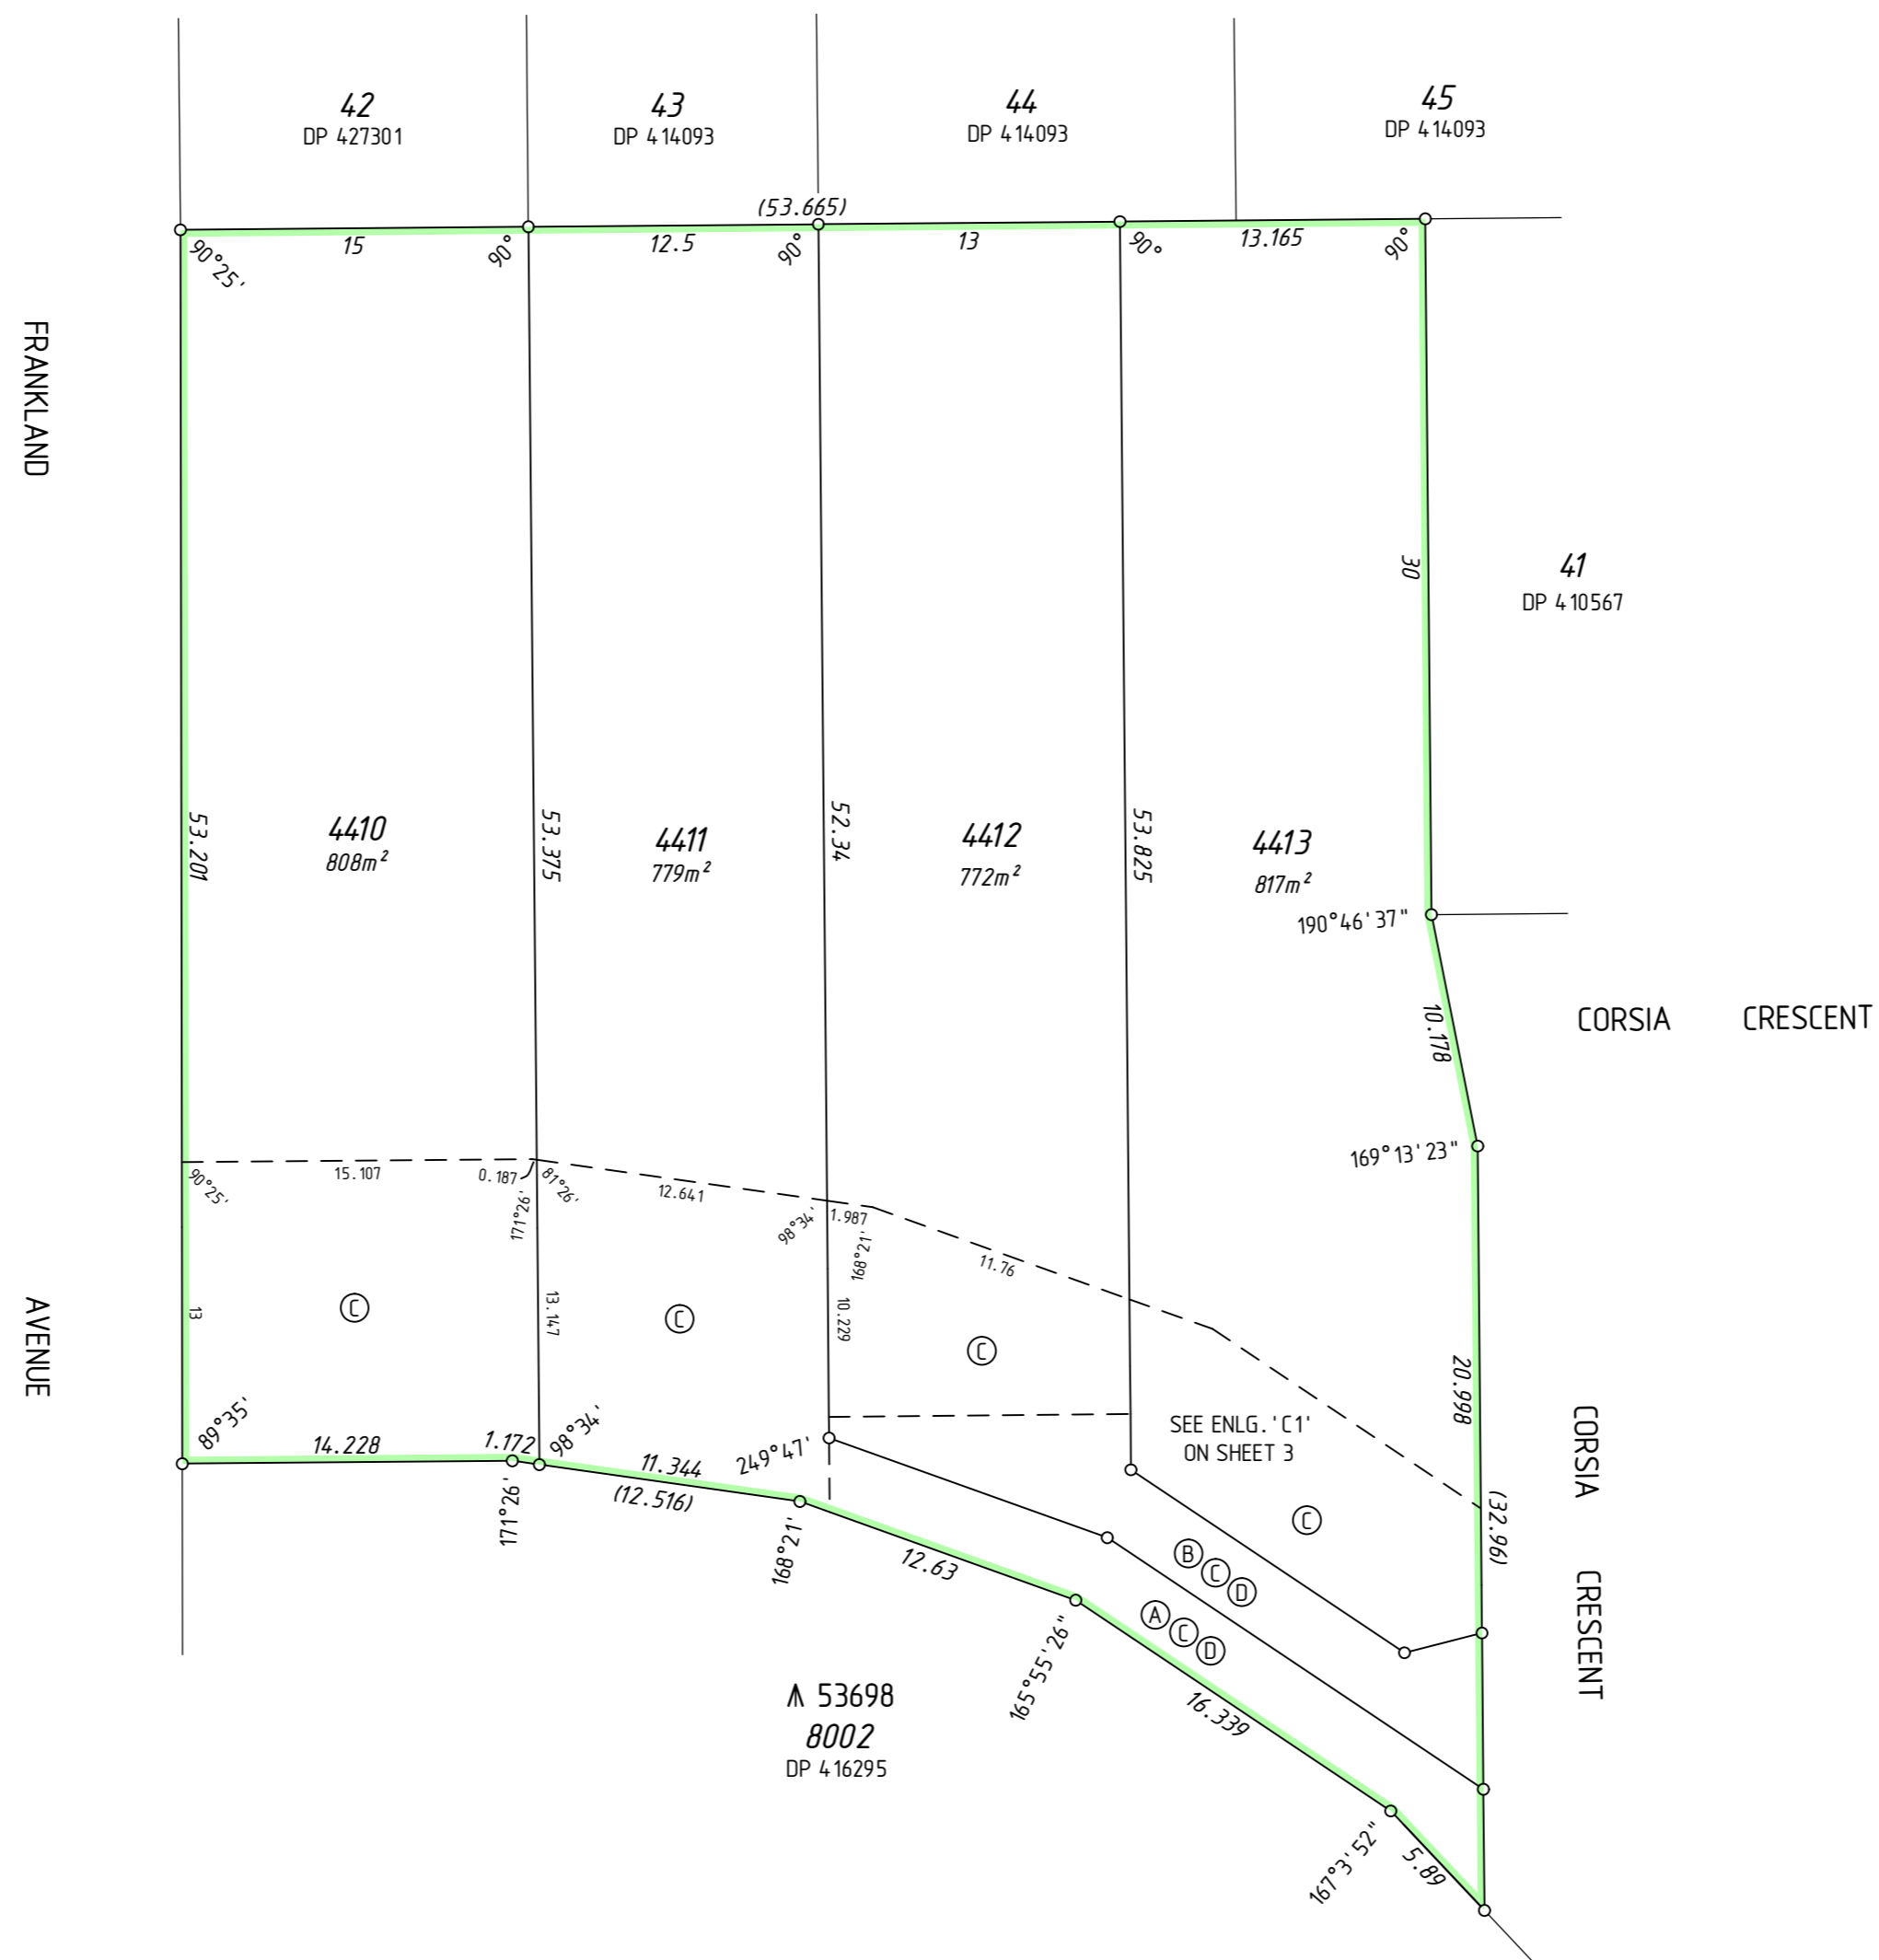 42
DP 427301
43
DP 414093
44
DP 414093
45
DP 414093
(53.665)
15
12.5
13
13.165
90°25'
90°
90°
90°
90°
FRANKLAND
30
41
DP 410567
53.201
4410
808m²
53.375
4411
779m²
52.34
4412
772m²
53.825
4413
817m²
190°46'37"
10.178
CORSIA CRESCENT
169°13'23"
90°25'
15.107
0.187
171°26'
81°26'
12.641
98°34'
1.987
168°21'
11.76
AVENUE
13
C
13.147
C
10.229
C
20.998
89°35'
14.228
1.172
98°34'
171°26'
11.344
(12.516)
249°47'
168°21'
12.63
SEE ENLG. 'C1'
ON SHEET 3
C
(32.96)
CORSIA CRESCENT
B C D
A C D
165°55'26"
16.339
53698
8002
DP 416295
167°3'52"
5.89